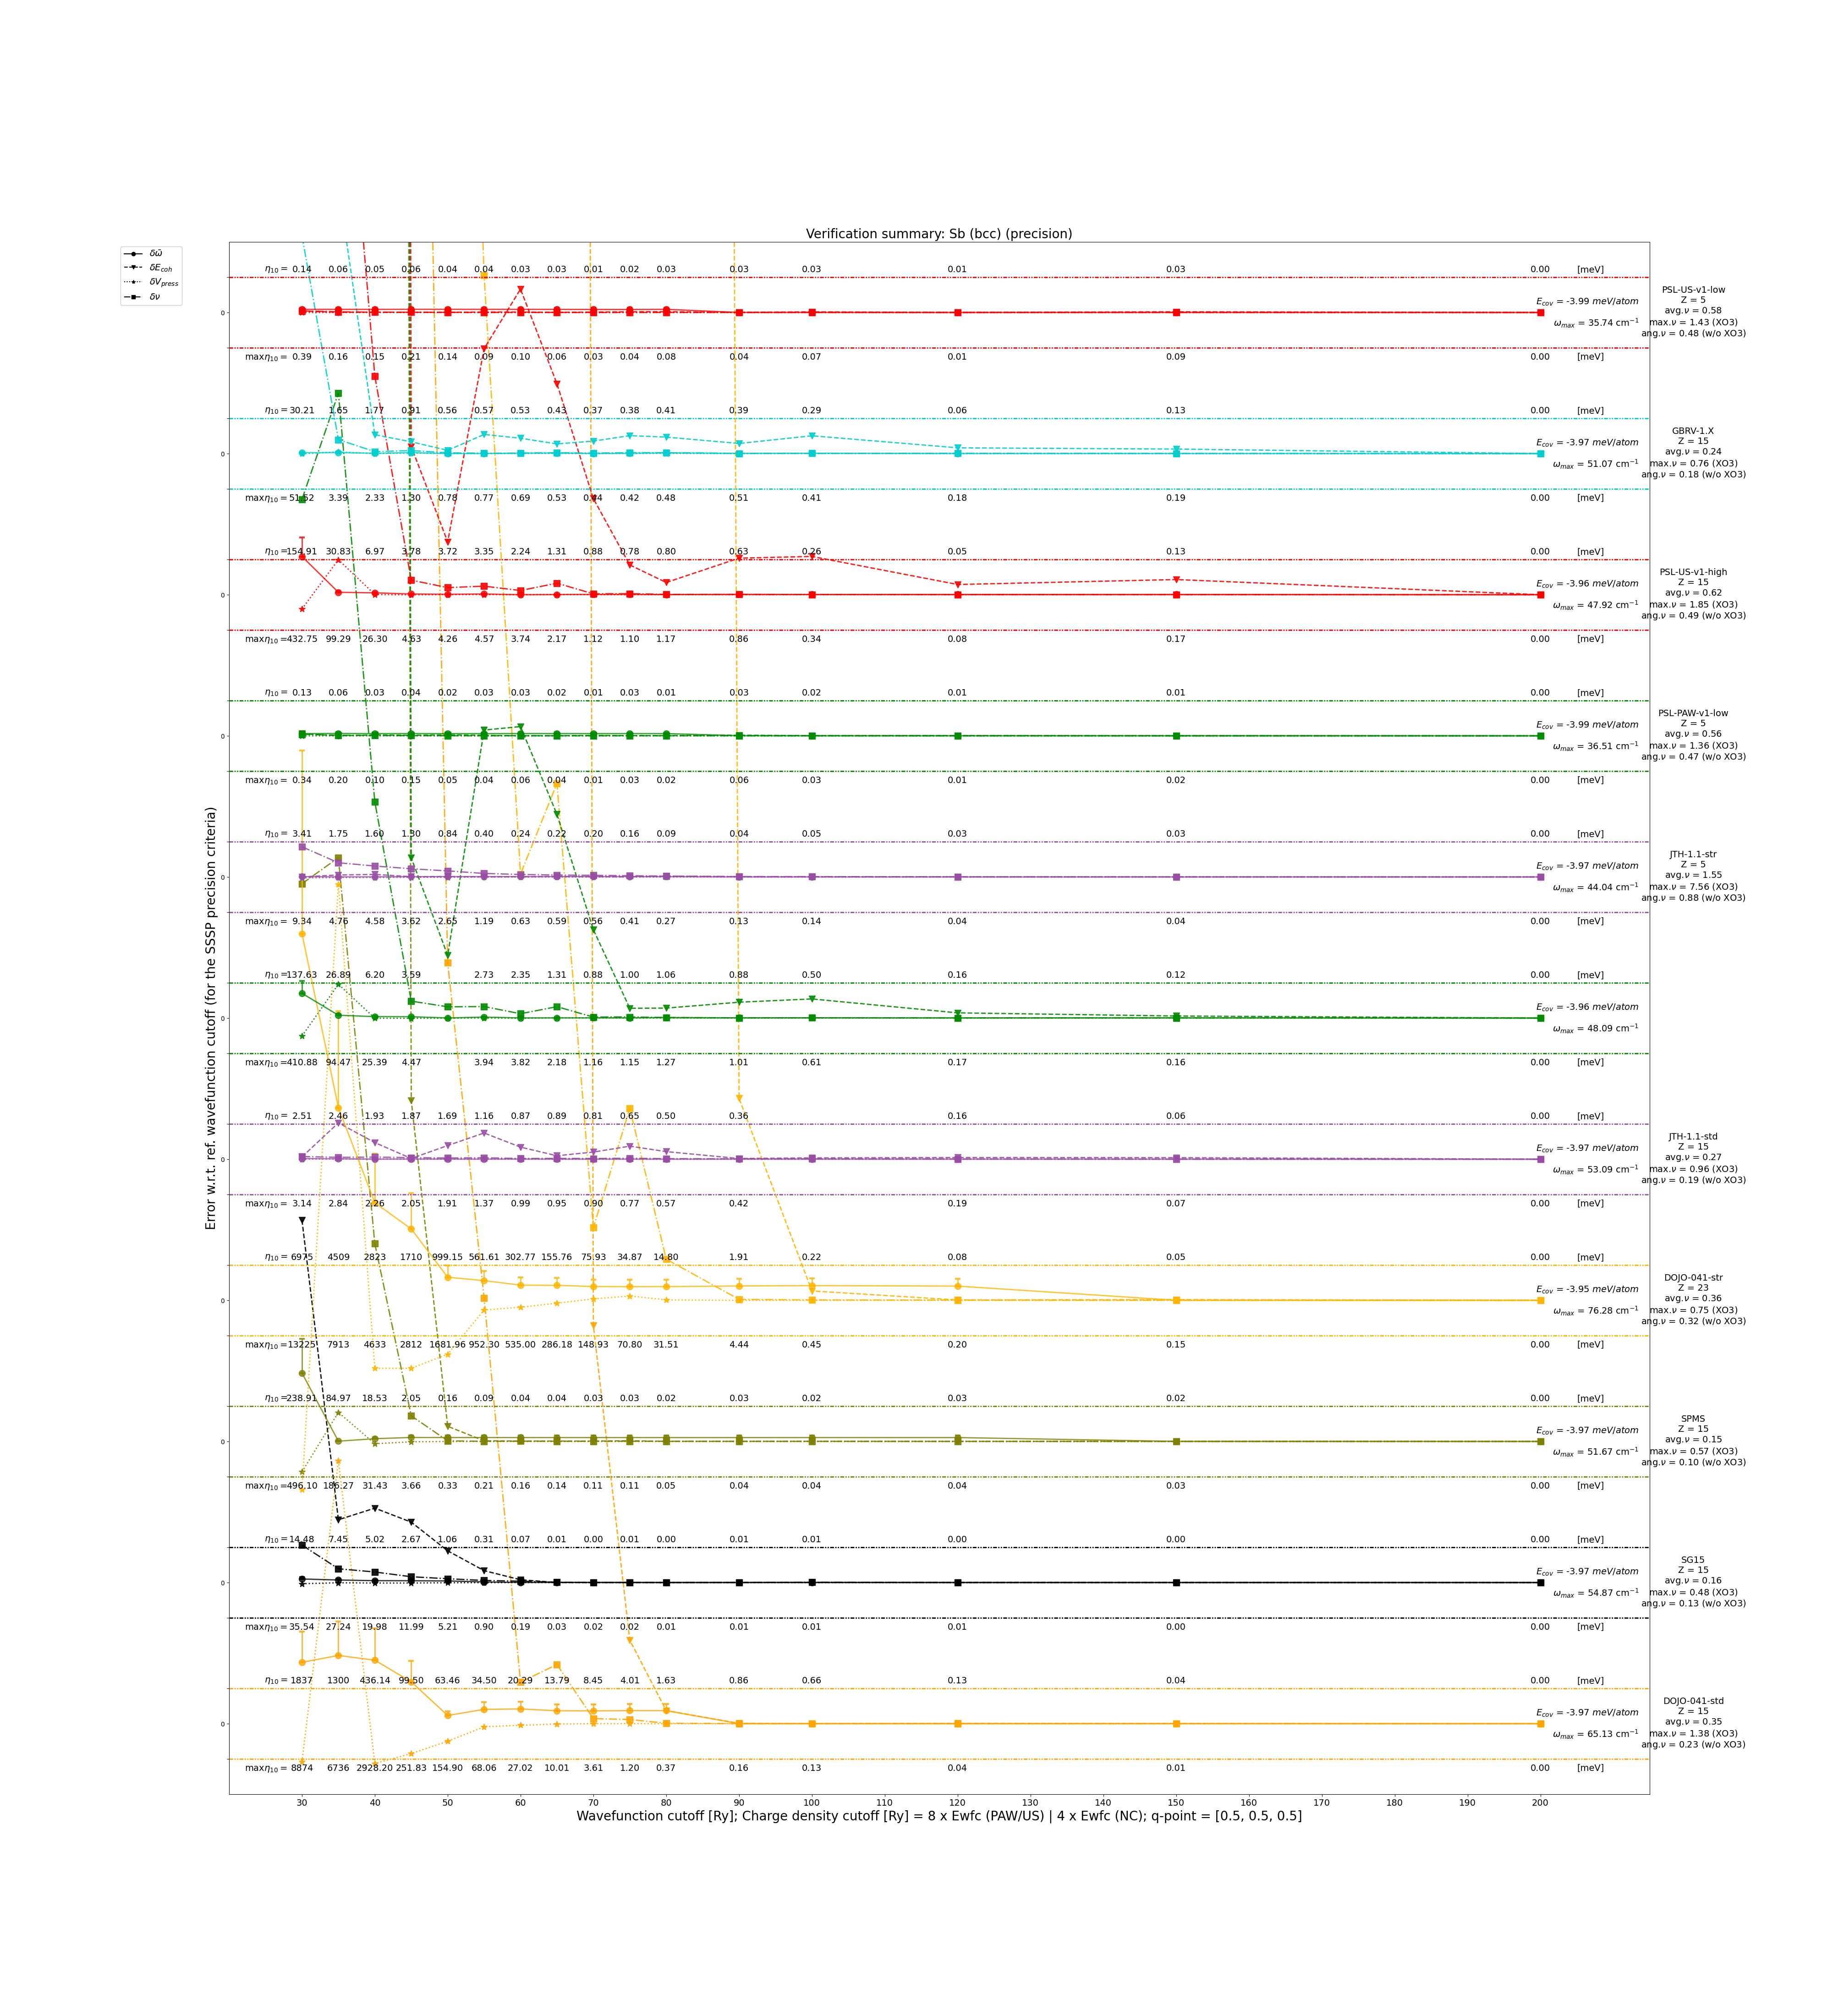 Verification summary: Sb (bcc) (precision)
δω̄
δE_coh
δV_press
δν
η₁₀ = 0.14 0.06 0.05 0.06 0.04 0.04 0.03 0.03 0.01 0.02 0.03 0.03 0.03 0.01 0.03 0.00 [meV]
0
E_cov = -3.99 meV/atom
ω_max = 35.74 cm⁻¹
PSL-US-v1-low
Z = 5
avg.ν = 0.58
max.ν = 1.43 (XO3)
ang.ν = 0.48 (w/o XO3)
maxη₁₀ = 0.39 0.16 0.15 0.21 0.14 0.09 0.10 0.06 0.03 0.04 0.08 0.04 0.07 0.01 0.09 0.00 [meV]
η₁₀ = 30.21 1.65 1.77 0.91 0.56 0.57 0.53 0.43 0.37 0.38 0.41 0.39 0.29 0.06 0.13 0.00 [meV]
0
E_cov = -3.97 meV/atom
ω_max = 51.07 cm⁻¹
GBRV-1.X
Z = 15
avg.ν = 0.24
max.ν = 0.76 (XO3)
ang.ν = 0.18 (w/o XO3)
maxη₁₀ = 51.52 3.39 2.33 1.30 0.78 0.77 0.69 0.53 0.44 0.42 0.48 0.51 0.41 0.18 0.19 0.00 [meV]
η₁₀ = 154.91 30.83 6.97 3.78 3.72 3.35 2.24 1.31 0.88 0.78 0.80 0.63 0.26 0.05 0.13 0.00 [meV]
0
E_cov = -3.96 meV/atom
ω_max = 47.92 cm⁻¹
PSL-US-v1-high
Z = 15
avg.ν = 0.62
max.ν = 1.85 (XO3)
ang.ν = 0.49 (w/o XO3)
maxη₁₀ = 432.75 99.29 26.30 4.63 4.26 4.57 3.74 2.17 1.12 1.10 1.17 0.86 0.34 0.08 0.17 0.00 [meV]
η₁₀ = 0.13 0.06 0.03 0.04 0.02 0.03 0.03 0.02 0.01 0.03 0.01 0.03 0.02 0.01 0.01 0.00 [meV]
0
E_cov = -3.99 meV/atom
ω_max = 36.51 cm⁻¹
PSL-PAW-v1-low
Z = 5
avg.ν = 0.56
max.ν = 1.36 (XO3)
ang.ν = 0.47 (w/o XO3)
maxη₁₀ = 0.34 0.20 0.10 0.15 0.05 0.04 0.06 0.04 0.01 0.03 0.02 0.06 0.03 0.01 0.02 0.00 [meV]
η₁₀ = 3.41 1.75 1.60 1.30 0.84 0.40 0.24 0.22 0.20 0.16 0.09 0.04 0.05 0.03 0.03 0.00 [meV]
0
E_cov = -3.97 meV/atom
ω_max = 44.04 cm⁻¹
JTH-1.1-str
Z = 5
avg.ν = 1.55
max.ν = 7.56 (XO3)
ang.ν = 0.88 (w/o XO3)
maxη₁₀ = 9.34 4.76 4.58 3.62 2.65 1.19 0.63 0.59 0.56 0.41 0.27 0.13 0.14 0.04 0.04 0.00 [meV]
η₁₀ = 137.63 26.89 6.20 3.59 2.73 2.35 1.31 0.88 1.00 1.06 0.88 0.50 0.16 0.12 0.00 [meV]
0
E_cov = -3.96 meV/atom
ω_max = 48.09 cm⁻¹
maxη₁₀ = 410.88 94.47 25.39 4.47 3.94 3.82 2.18 1.16 1.15 1.27 1.01 0.61 0.17 0.16 0.00 [meV]
η₁₀ = 2.51 2.46 1.93 1.87 1.69 1.16 0.87 0.89 0.81 0.65 0.50 0.36 0.16 0.06 0.00 [meV]
0
E_cov = -3.97 meV/atom
ω_max = 53.09 cm⁻¹
JTH-1.1-std
Z = 15
avg.ν = 0.27
max.ν = 0.96 (XO3)
ang.ν = 0.19 (w/o XO3)
maxη₁₀ = 3.14 2.84 2.26 2.05 1.91 1.37 0.99 0.95 0.90 0.77 0.57 0.42 0.19 0.07 0.00 [meV]
η₁₀ = 6975 4509 2823 1710 999.15 561.61 302.77 155.76 75.93 34.87 14.80 1.91 0.22 0.08 0.05 0.00 [meV]
0
E_cov = -3.95 meV/atom
ω_max = 76.28 cm⁻¹
DOJO-041-str
Z = 23
avg.ν = 0.36
max.ν = 0.75 (XO3)
ang.ν = 0.32 (w/o XO3)
maxη₁₀ = 13225 7913 4633 2812 1681.96 952.30 535.00 286.18 148.93 70.80 31.51 4.44 0.45 0.20 0.15 0.00 [meV]
η₁₀ = 238.91 84.97 18.53 2.05 0.16 0.09 0.04 0.04 0.03 0.03 0.02 0.03 0.02 0.03 0.02 0.00 [meV]
0
E_cov = -3.97 meV/atom
ω_max = 51.67 cm⁻¹
SPMS
Z = 15
avg.ν = 0.15
max.ν = 0.57 (XO3)
ang.ν = 0.10 (w/o XO3)
maxη₁₀ = 496.10 186.27 31.43 3.66 0.33 0.21 0.16 0.14 0.11 0.11 0.05 0.04 0.04 0.04 0.03 0.00 [meV]
η₁₀ = 14.48 7.45 5.02 2.67 1.06 0.31 0.07 0.01 0.00 0.01 0.00 0.01 0.01 0.00 0.00 0.00 [meV]
0
E_cov = -3.97 meV/atom
ω_max = 54.87 cm⁻¹
SG15
Z = 15
avg.ν = 0.16
max.ν = 0.48 (XO3)
ang.ν = 0.13 (w/o XO3)
maxη₁₀ = 35.54 27.24 19.98 11.99 5.21 0.90 0.19 0.03 0.02 0.02 0.01 0.01 0.01 0.01 0.00 0.00 [meV]
η₁₀ = 1837 1300 436.14 99.50 63.46 34.50 20.29 13.79 8.45 4.01 1.63 0.86 0.66 0.13 0.04 0.00 [meV]
0
E_cov = -3.97 meV/atom
ω_max = 65.13 cm⁻¹
DOJO-041-std
Z = 15
avg.ν = 0.35
max.ν = 1.38 (XO3)
ang.ν = 0.23 (w/o XO3)
maxη₁₀ = 8874 6736 2928.20 251.83 154.90 68.06 27.02 10.01 3.61 1.20 0.37 0.16 0.13 0.04 0.01 0.00 [meV]
30 40 50 60 70 80 90 100 110 120 130 140 150 160 170 180 190 200
Wavefunction cutoff [Ry]; Charge density cutoff [Ry] = 8 x Ewfc (PAW/US) | 4 x Ewfc (NC); q-point = [0.5, 0.5, 0.5]
Error w.r.t. ref. wavefunction cutoff (for the SSSP precision criteria)